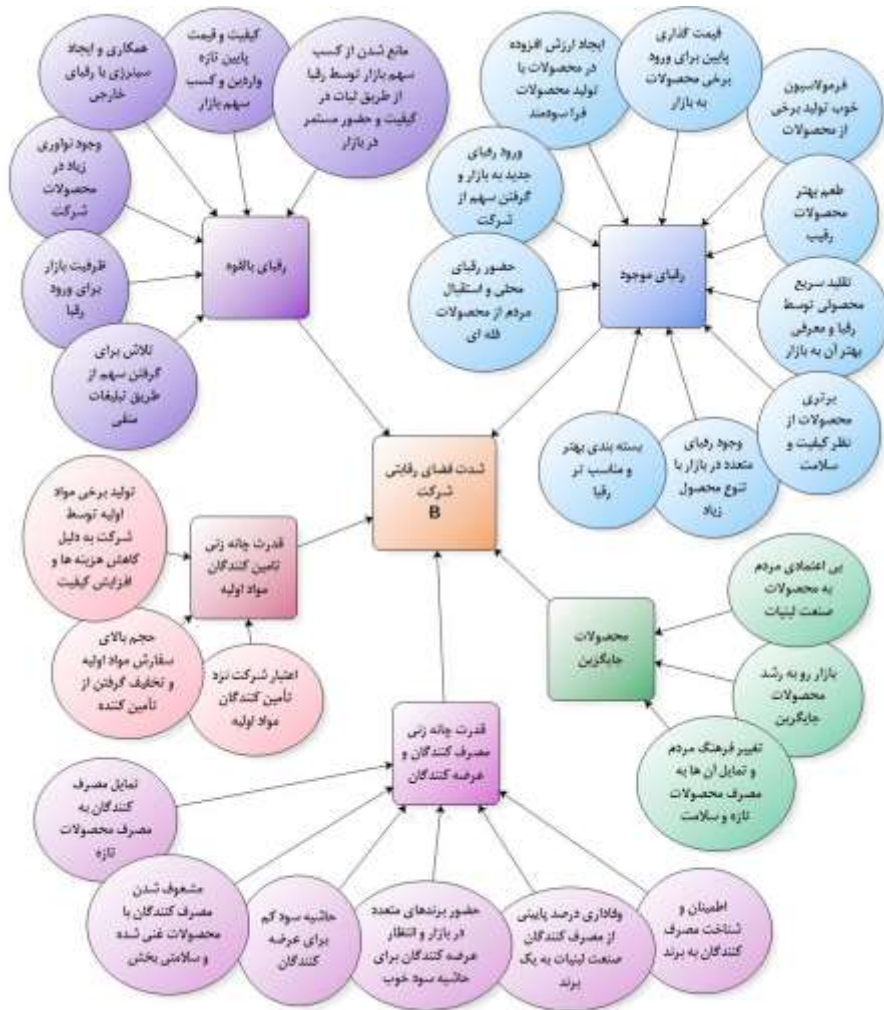 کیفیت و قیمت
پایین تازه
واردین و کسب
سهم بازار
همکاری و ایجاد
سینرژی با رقبای
خارجی
مانع شدن از کسب
سهم بازار توسط رقبا
از طریق ثبات در
کیفیت و حضور مستمر
در بازار
وجود نوآوری
زیاد در
محصولات
شرکت
ظرفیت بازار
برای ورود
رقبا
تلاش برای
گرفتن سهم از
طریق تبلیغات
منفی
رقبای بالقوه
قیمت گذاری
پایین برای ورود
برخی محصولات
به بازار
ایجاد ارزش افزوده
در محصولات با
تولید محصولات
فرا سودمند
فرمولاسیون
خوب تولید برخی
از محصولات
ورود رقبای
جدید به بازار و
گرفتن سهم از
شرکت
طعم بهتر
محصولات
رقیب
حضور رقبای
محلی و استقبال
مردم از محصولات
فله ای
تقلید سریع
محصولی توسط
رقبا و معرفی
بهتر آن به بازار
برتری
محصولات از
نظر کیفیت و
سلامت
وجود رقبای
متعدد در بازار با
تنوع محصول
زیاد
بسته بندی بهتر
و مناسب تر
رقبا
رقبای موجود
شدت فضای رقابتی
شرکت
B
تولید برخی مواد
اولیه توسط
شرکت به دلیل
کاهش هزینه ها و
افزایش کیفیت
حجم بالای
سفارش مواد اولیه
و تخفیف گرفتن از
تأمین کننده
اعتبار شرکت نزد
تأمین کنندگان
مواد اولیه
قدرت چانه زنی
تامین کنندگان
مواد اولیه
بی اعتمادی مردم
به محصولات
صنعت لبنیات
بازار رو به رشد
محصولات
جایگزین
تغییر فرهنگ مردم
و تمایل آن ها به
مصرف محصولات
تازه و سلامت
محصولات
جایگزین
قدرت چانه زنی
مصرف کنندگان و
عرضه کنندگان
تمایل مصرف
کنندگان به
مصرف محصولات
تازه
مشعوف شدن
مصرف کنندگان با
محصولات غنی شده
و سلامتی بخش
حاشیه سود کم
برای عرضه
کنندگان
حضور برندهای متعدد
در بازار و انتظار
عرضه کنندگان برای
حاشیه سود خوب
وفاداری درصد پایینی
از مصرف کنندگان
صنعت لبنیات به یک
برند
اطمینان و
شناخت مصرف
کنندگان به برند